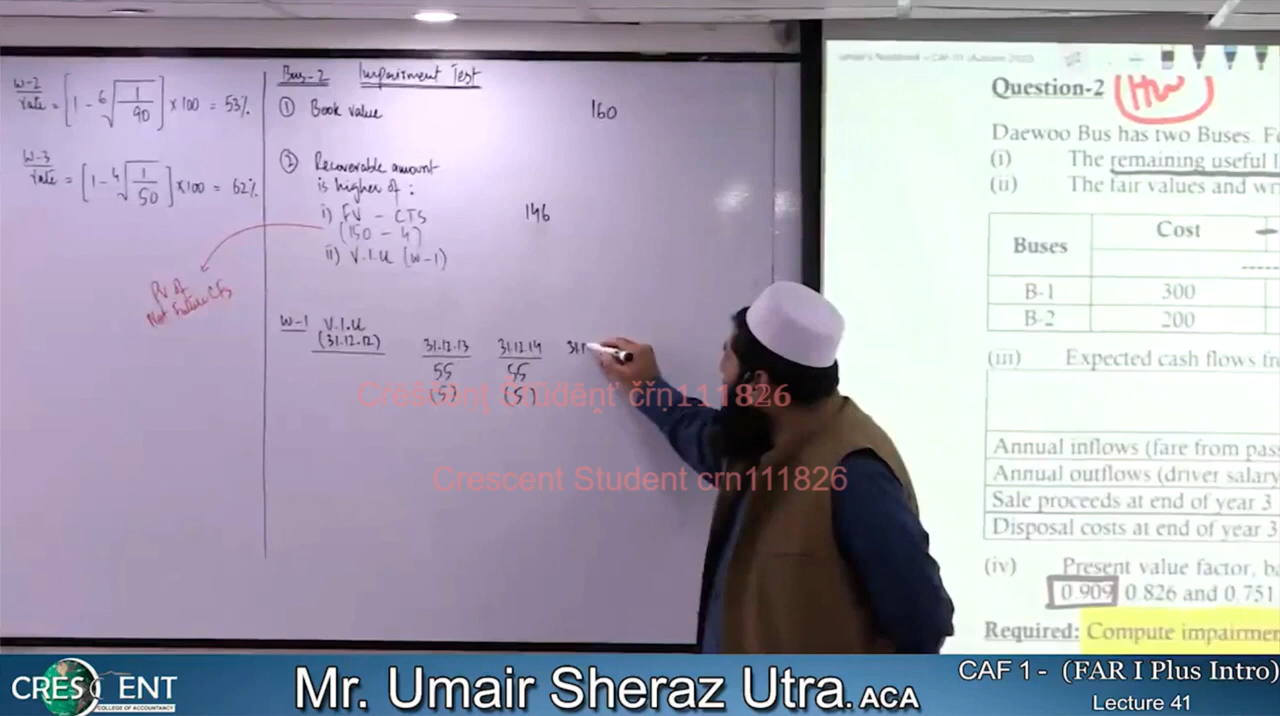 W-2
rate = [1 - 6√(1/90)] × 100 = 53%
W-3
rate = [1 - 4√(1/50)] × 100 = 62%
PV of
Net Future CFs
Bus-2 Impairment Test
① Book value 160
② Recoverable amount
is higher of :
i) FV - CTS 146
(150 - 4)
ii) V.I.U (W-1)
W-1 V.I.U
(31.12.12)
31.12.13 31.12.14
55 55
(5) (5)
Crescent Student crn111826
Crescent Student crn111826
Question-2 HW
Daewoo Bus has two Buses.
(i) The remaining useful
(ii) The fair values and
Buses Cost
B-1 300
B-2 200
(iii) Expected cash flows
Annual inflows (fare from
Annual outflows (driver salary
Sale proceeds at end of year 3
Disposal costs at end of year 3
(iv) Present value factor,
0.909 0.826 and 0.751
Required: Compute
CRESCENT
COLLEGE OF ACCOUNTANCY
Mr. Umair Sheraz Utra. ACA
CAF 1 - (FAR I Plus Intro)
Lecture 41